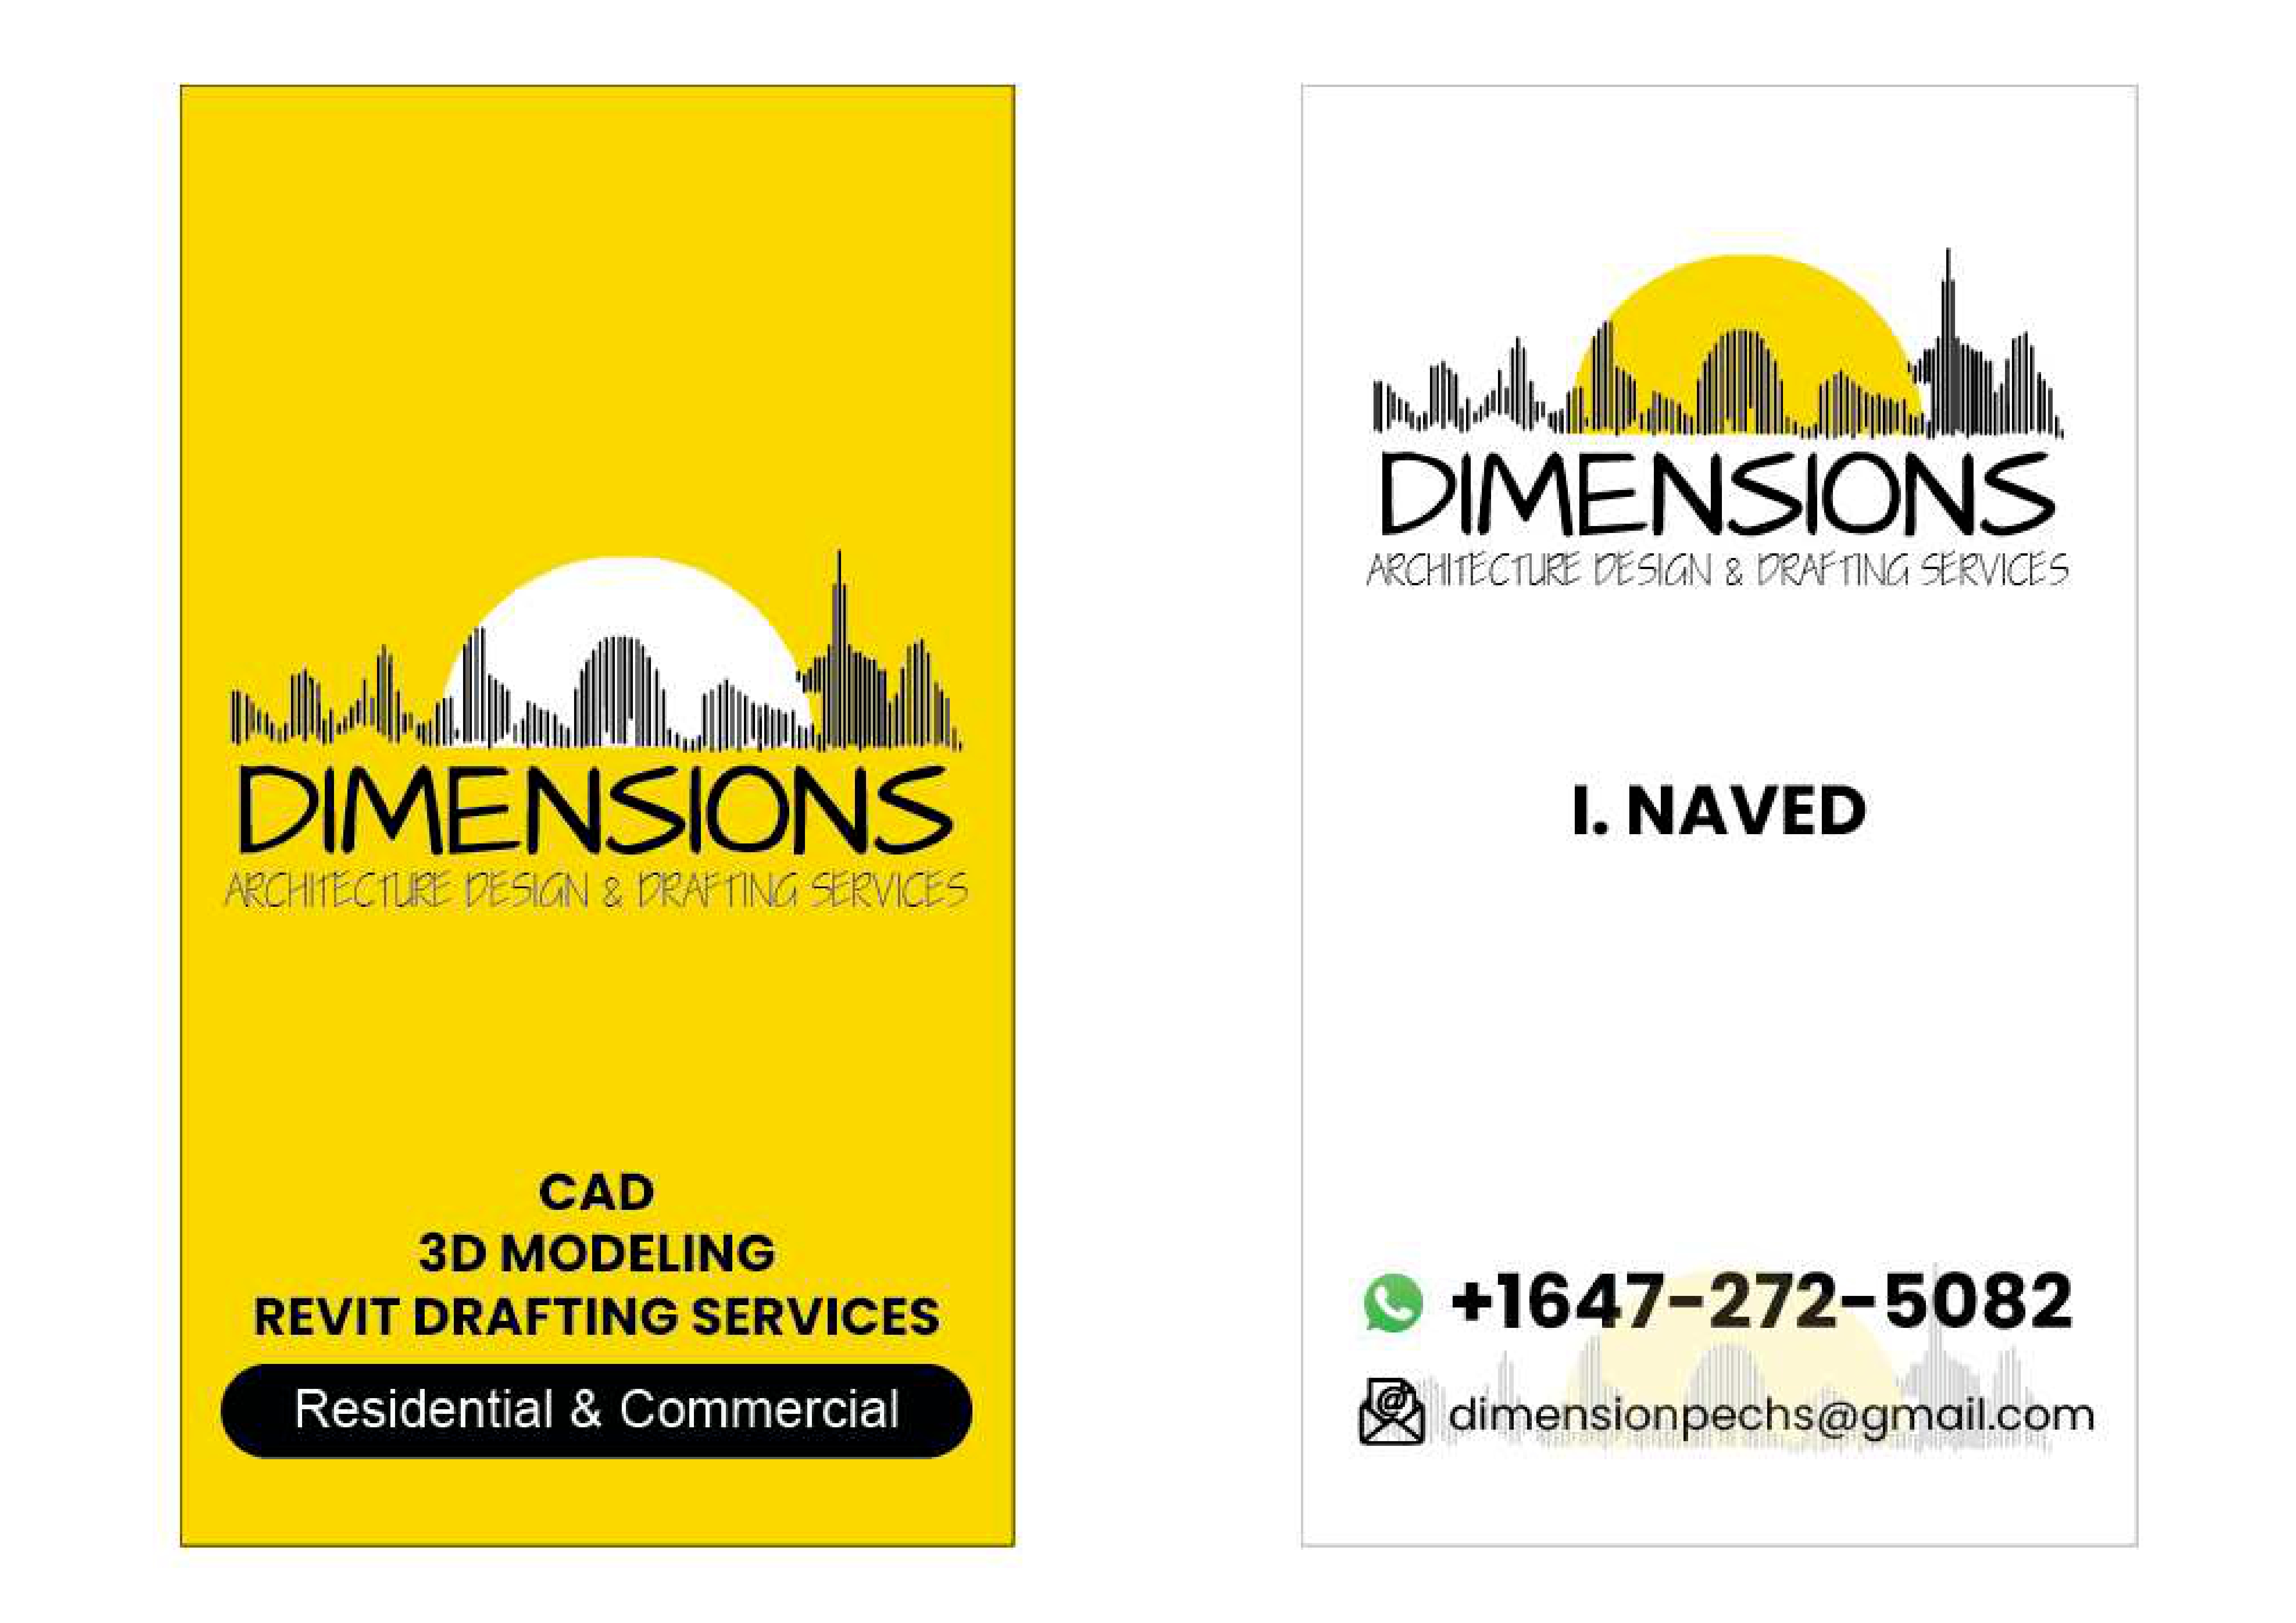 DIMENSIONS
ARCHITECTURE DESIGN & DRAFTING SERVICES
CAD
3D MODELING
REVIT DRAFTING SERVICES
Residential & Commercial
DIMENSIONS
ARCHITECTURE DESIGN & DRAFTING SERVICES
I. NAVED
+1647-272-5082
dimensionpechs@gmail.com